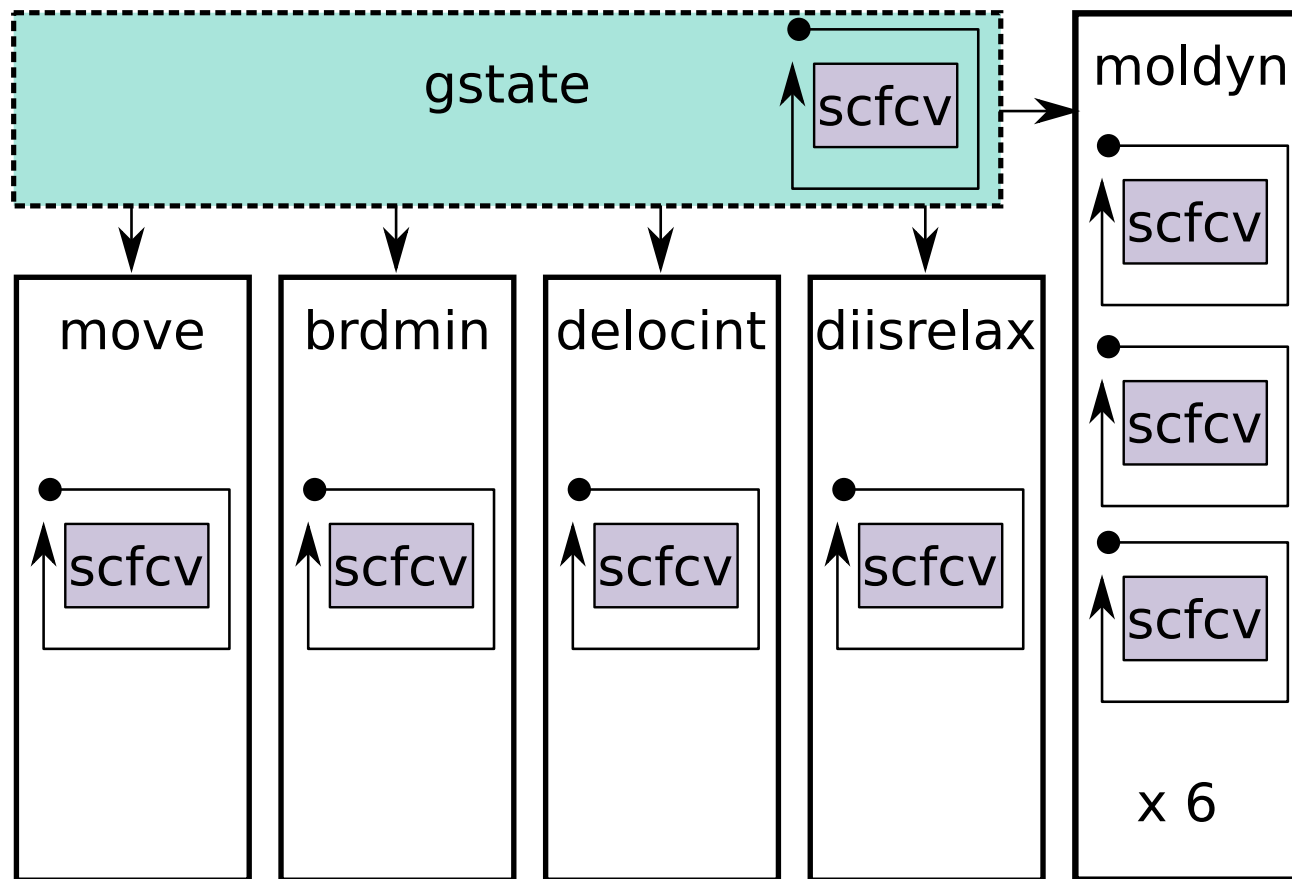 gstate
scfcv
moldyn
scfcv
scfcv
scfcv
x 6
move
scfcv
brdmin
scfcv
delocint
scfcv
diisrelax
scfcv